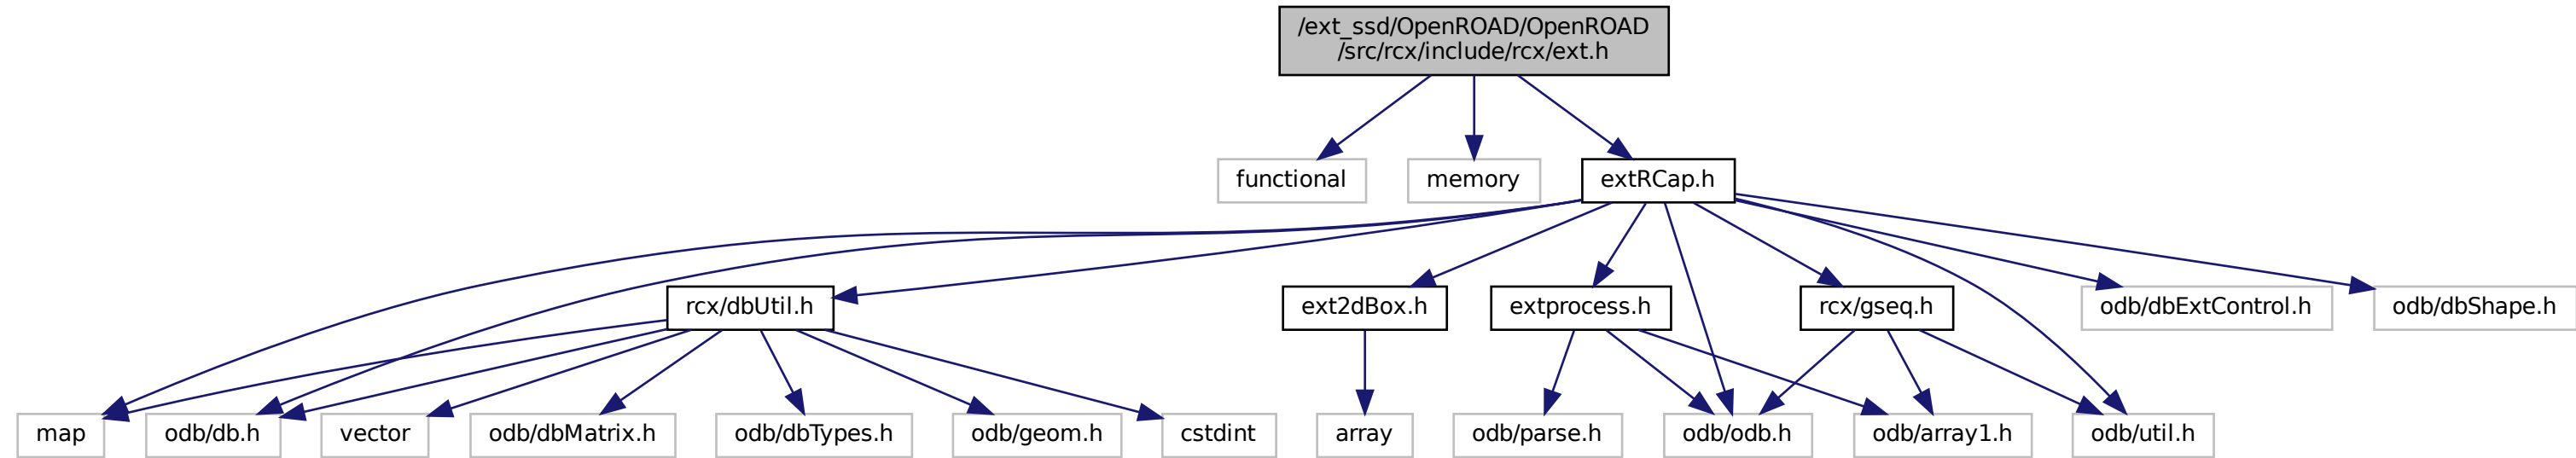 /ext_ssd/OpenROAD/OpenROAD
/src/rcx/include/rcx/ext.h
functional
memory
extRCap.h
rcx/dbUtil.h
ext2dBox.h
extprocess.h
rcx/gseq.h
odb/dbExtControl.h
odb/dbShape.h
map
odb/db.h
vector
odb/dbMatrix.h
odb/dbTypes.h
odb/geom.h
cstdint
array
odb/parse.h
odb/odb.h
odb/array1.h
odb/util.h